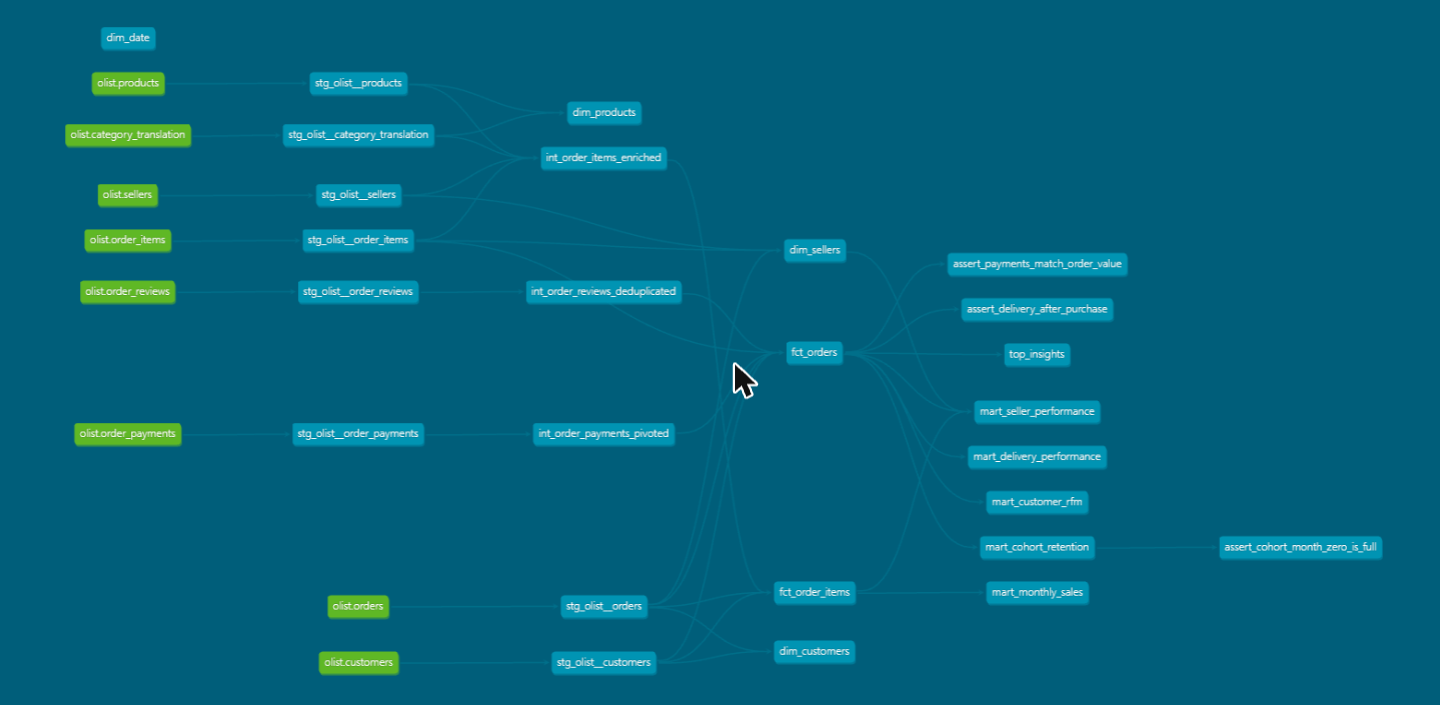 dim_date
olist.products
stg_olist__products
dim_products
olist.category_translation
stg_olist__category_translation
int_order_items_enriched
olist.sellers
stg_olist__sellers
olist.order_items
stg_olist__order_items
dim_sellers
assert_payments_match_order_value
olist.order_reviews
stg_olist__order_reviews
int_order_reviews_deduplicated
assert_delivery_after_purchase
fct_orders
top_insights
mart_seller_performance
olist.order_payments
stg_olist__order_payments
int_order_payments_pivoted
mart_delivery_performance
mart_customer_rfm
mart_cohort_retention
assert_cohort_month_zero_is_full
fct_order_items
mart_monthly_sales
olist.orders
stg_olist__orders
dim_customers
olist.customers
stg_olist__customers